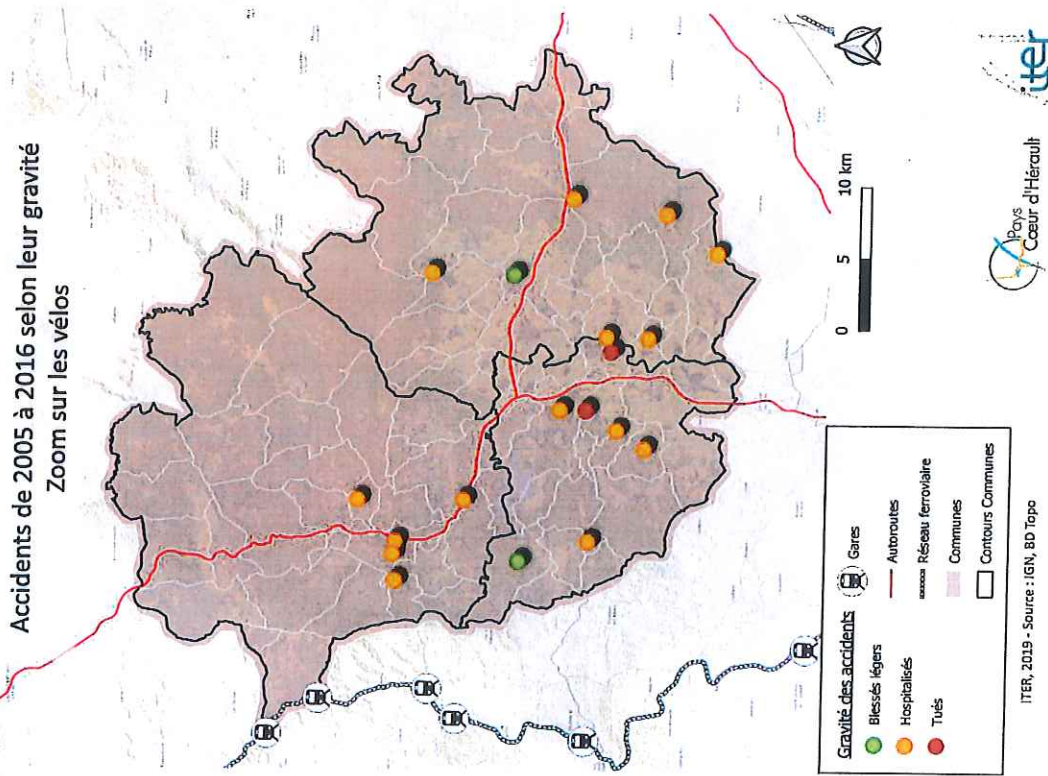 Accidents de 2005 à 2016 selon leur gravité
Zoom sur les vélos
0 5 10 km
Gravité des accidents
Blessés légers
Hospitalisés
Tués
Gares
Autoroutes
Réseau ferroviaire
Communes
Contours Communes
ITER, 2019 - Source : IGN, BD Topo
Pays
Cœur d'Hérault
iter